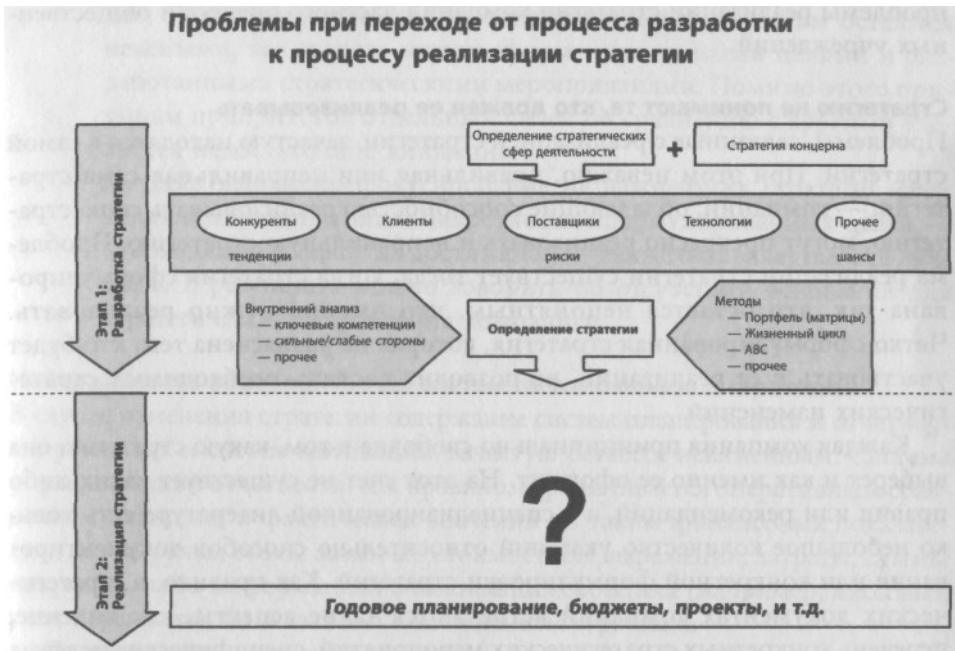 Проблемы при переходе от процесса разработки
к процессу реализации стратегии
Этап 1:
Разработка стратегии
Определение стратегических
сфер деятельности
+
Стратегия концерна
Конкуренты
Клиенты
Поставщики
Технологии
Прочее
тенденции
риски
шансы
Внутренний анализ
— ключевые компетенции
— сильные/слабые стороны
— прочее
Определение стратегии
Методы
— Портфолио(лицы)
— Жизненный цикл
— ABC
— прочее
Этап 2:
Реализация стратегии
?
Годовое планирование, бюджеты, проекты, и т.д.